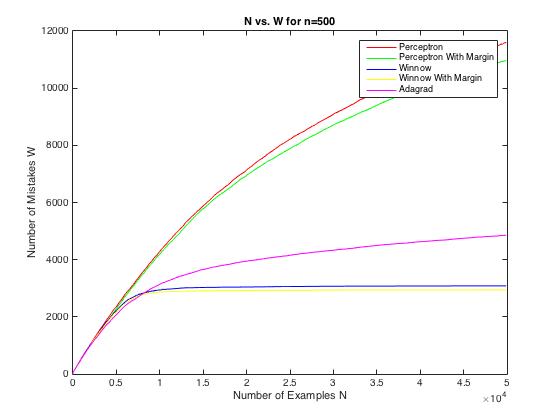 N vs. W for n=500
12000
10000
8000
6000
4000
2000
0
Number of Mistakes W
Perceptron
Perceptron With Margin
Winnow
Winnow With Margin
Adagrad
0 0.5 1 1.5 2 2.5 3 3.5 4 4.5 5
Number of Examples N
×10^4